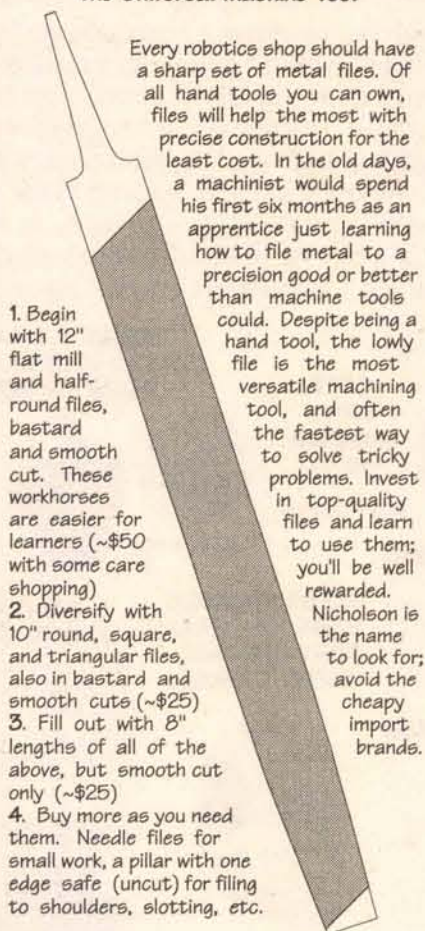 Every robotics shop should have
a sharp set of metal files. Of
all hand tools you can own,
files will help the most with
precise construction for the
least cost. In the old days,
a machinist would spend
his first six months as an
apprentice just learning
how to file metal to a
precision good or better
than machine tools
could. Despite being a
hand tool, the lowly
file is the most
versatile machining
tool, and often
the fastest way
to solve tricky
problems. Invest
in top-quality
files and learn
to use them;
you'll be well
rewarded.
Nicholson is
the name
to look for;
avoid the
cheapy
import
brands.
1. Begin
with 12"
flat mill
and half-
round files,
bastard
and smooth
cut. These
workhorses
are easier for
learners (~$50
with some care
shopping)
2. Diversify with
10" round, square,
and triangular files,
also in bastard and
smooth cuts (~$25)
3. Fill out with 8"
lengths of all of the
above, but smooth cut
only (~$25)
4. Buy more as you need
them. Needle files for
small work, a pillar with one
edge safe (uncut) for filing
to shoulders, slotting, etc.